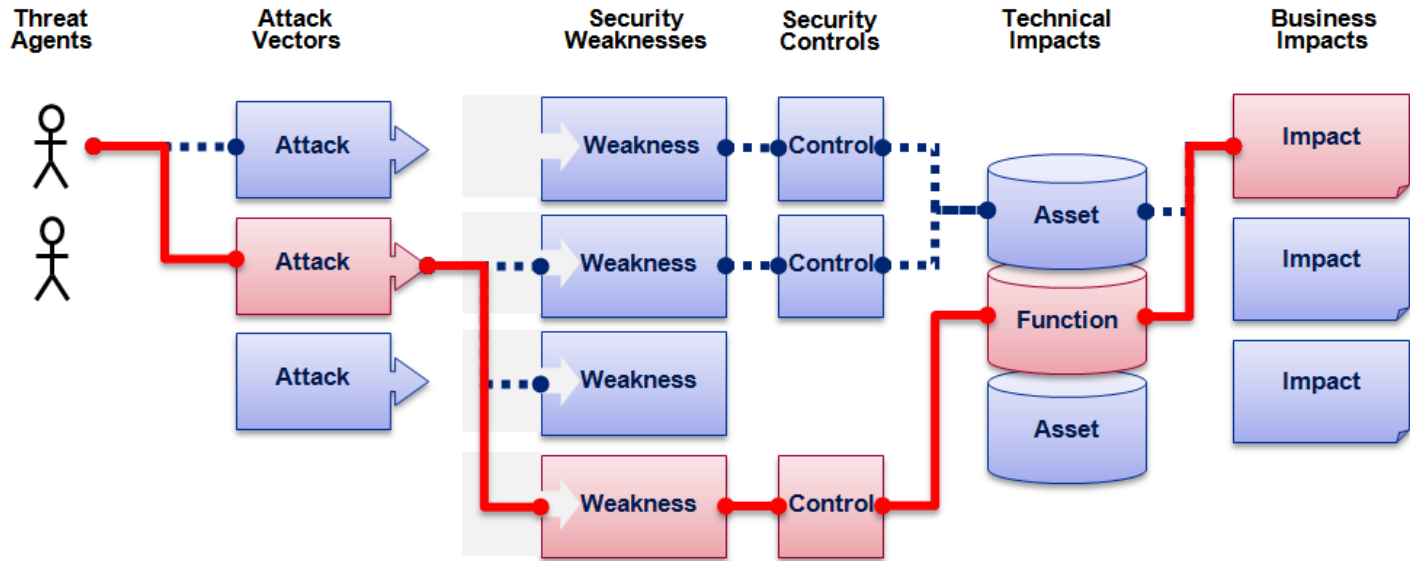 Threat Agents
Attack Vectors
Security Weaknesses
Security Controls
Technical Impacts
Business Impacts
Attack
Weakness
Control
Impact
Asset
Attack
Weakness
Control
Impact
Function
Attack
Weakness
Impact
Asset
Weakness
Control